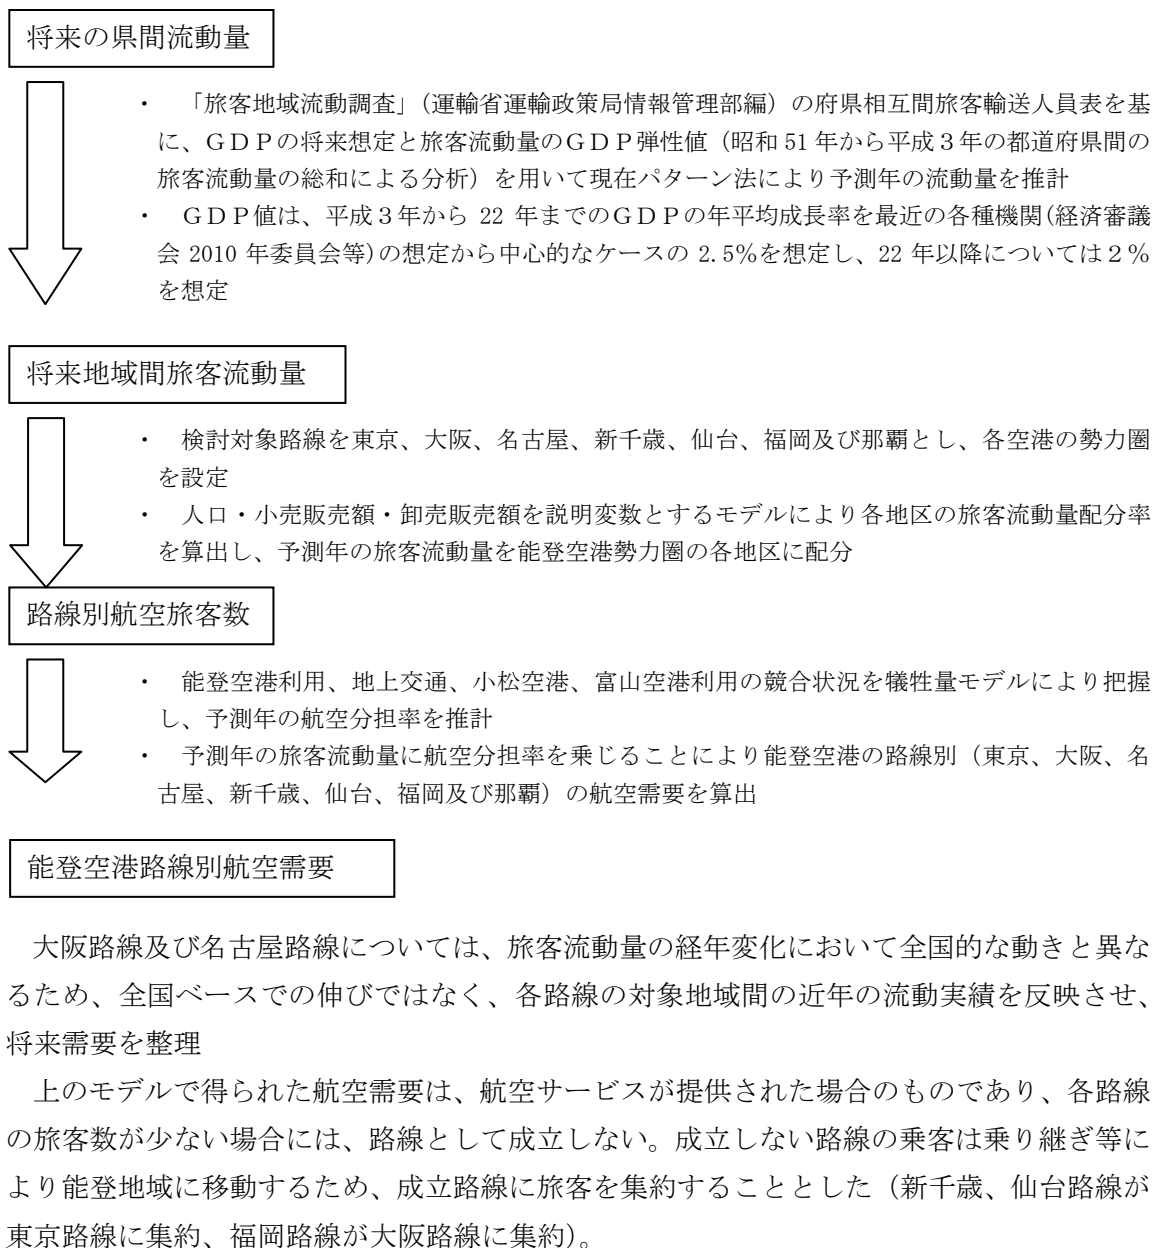 将来の県間流動量
・　「旅客地域流動調査」(運輸省運輸政策局情報管理部編）の府県相互間旅客輸送人員表を基
に、ＧＤＰの将来想定と旅客流動量のＧＤＰ弾性値（昭和 51 年から平成３年の都道府県間の
旅客流動量の総和による分析）を用いて現在パターン法により予測年の流動量を推計
・　ＧＤＰ値は、平成３年から 22 年までのＧＤＰの年平均成長率を最近の各種機関(経済審議
会 2010 年委員会等)の想定から中心的なケースの 2.5％を想定し、22 年以降については２％
を想定
将来地域間旅客流動量
・　検討対象路線を東京、大阪、名古屋、新千歳、仙台、福岡及び那覇とし、各空港の勢力圏
を設定
・　人口・小売販売額・卸売販売額を説明変数とするモデルにより各地区の旅客流動量配分率
を算出し、予測年の旅客流動量を能登空港勢力圏の各地区に配分
路線別航空旅客数
・　能登空港利用、地上交通、小松空港、富山空港利用の競合状況を犠牲量モデルにより把握
し、予測年の航空分担率を推計
・　予測年の旅客流動量に航空分担率を乗じることにより能登空港の路線別（東京、大阪、名
古屋、新千歳、仙台、福岡及び那覇）の航空需要を算出
能登空港路線別航空需要
大阪路線及び名古屋路線については、旅客流動量の経年変化において全国的な動きと異な
るため、全国ベースでの伸びではなく、各路線の対象地域間の近年の流動実績を反映させ、
将来需要を整理
上のモデルで得られた航空需要は、航空サービスが提供された場合のものであり、各路線
の旅客数が少ない場合には、路線として成立しない。成立しない路線の乗客は乗り継ぎ等に
より能登地域に移動するため、成立路線に旅客を集約することとした（新千歳、仙台路線が
東京路線に集約、福岡路線が大阪路線に集約）。